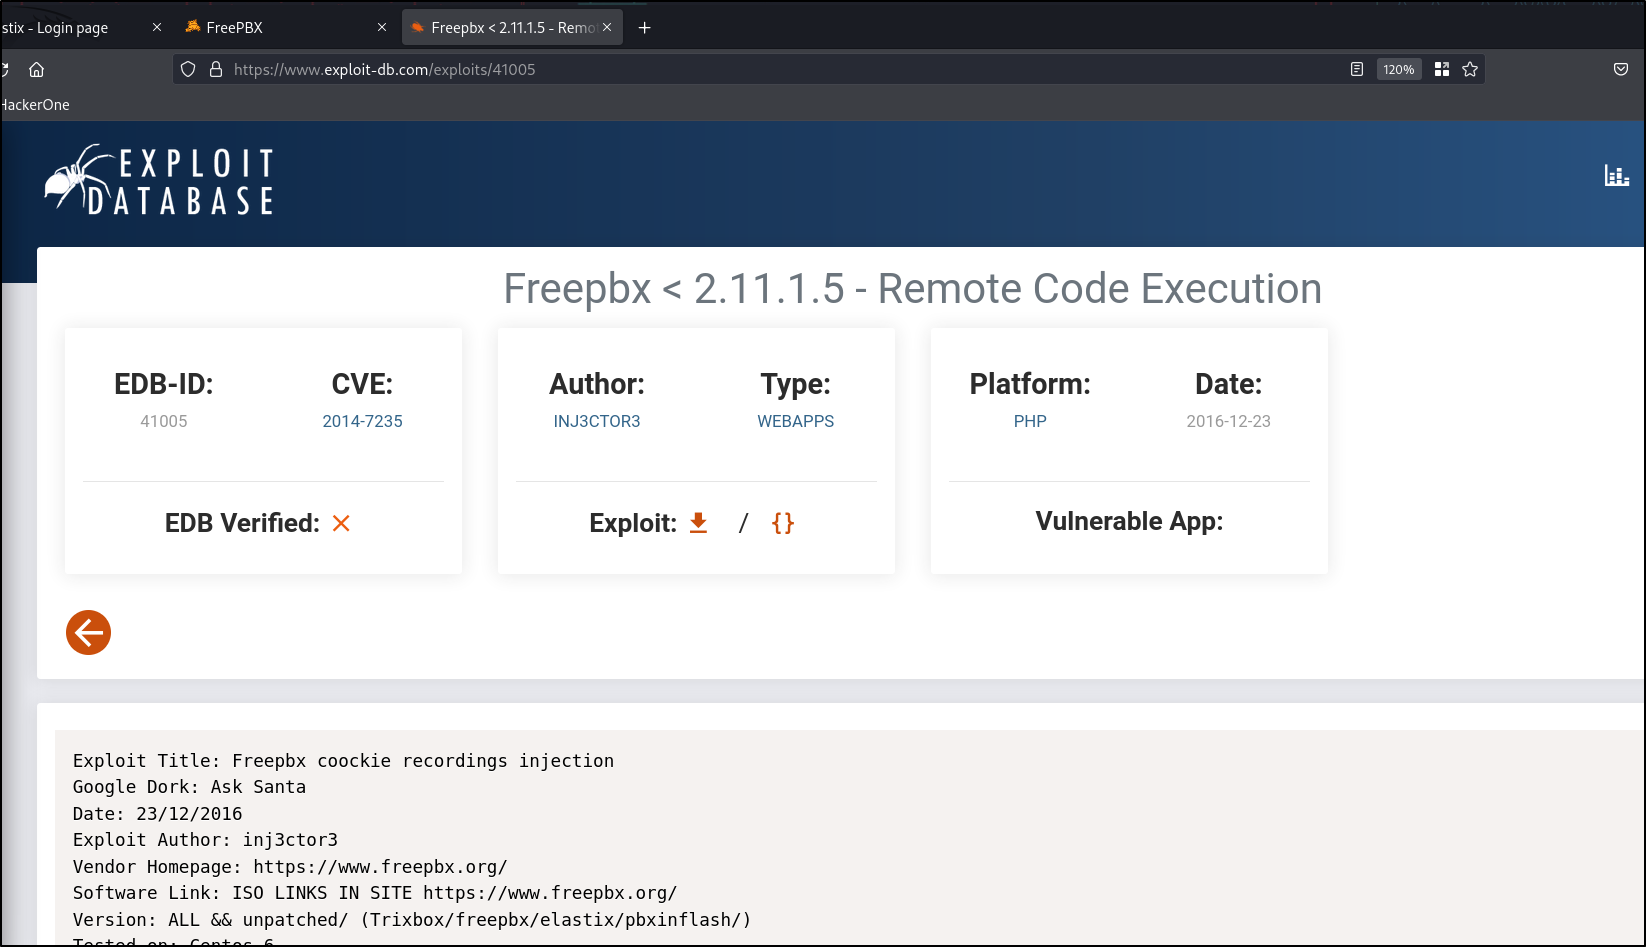 stix - Login page
FreePBX
Freepbx < 2.11.1.5 - Remo
https://www.exploit-db.com/exploits/41005
120%
HackerOne
EXPLOIT
DATABASE
Freepbx < 2.11.1.5 - Remote Code Execution
EDB-ID: CVE: Author: Type: Platform: Date:
41005 2014-7235 INJ3CTOR3 WEBAPPS PHP 2016-12-23
EDB Verified: Exploit: / {} Vulnerable App:
Exploit Title: Freepbx coockie recordings injection
Google Dork: Ask Santa
Date: 23/12/2016
Exploit Author: inj3ctor3
Vendor Homepage: https://www.freepbx.org/
Software Link: ISO LINKS IN SITE https://www.freepbx.org/
Version: ALL && unpatched/ (Trixbox/freepbx/elastix/pbxinflash/)
Tested on: Centos 6